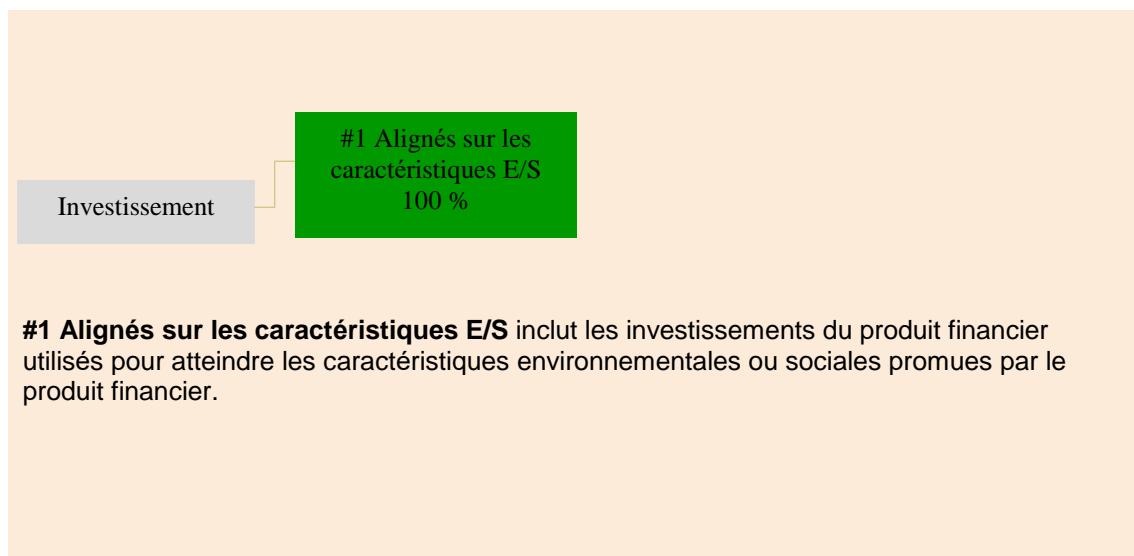 #1 Alignés sur les
caractéristiques E/S
100 %
Investissement
#1 Alignés sur les caractéristiques E/S inclut les investissements du produit financier
utilisés pour atteindre les caractéristiques environnementales ou sociales promues par le
produit financier.